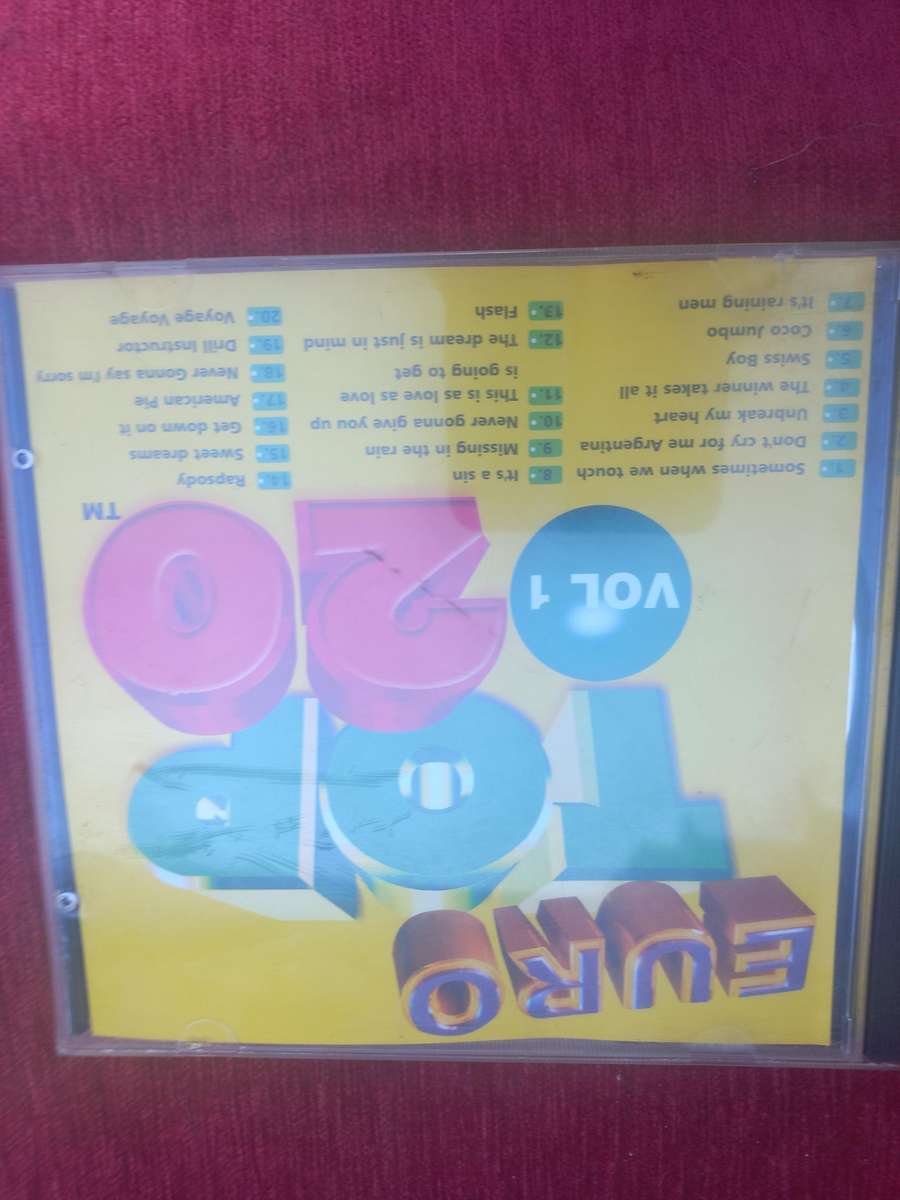 EURO
TOP
VOL 1
20
TM
1. Sometimes when we touch
2. Don't cry for me Argentina
3. Unbreak my heart
4. The winner takes it all
5. Swiss Boy
6. Coco Jumbo
7. It's raining men
8. It's a sin
9. Missing in the rain
10. Never gonna give you up
11. This is as love as love
is going to get
12. The dream is just in mind
13. Flash
14. Rapsody
15. Sweet dreams
16. Get down on it
17. American Pie
18. Never Gonna say I'm sorry
19. Drill Instructor
20. Voyage Voyage